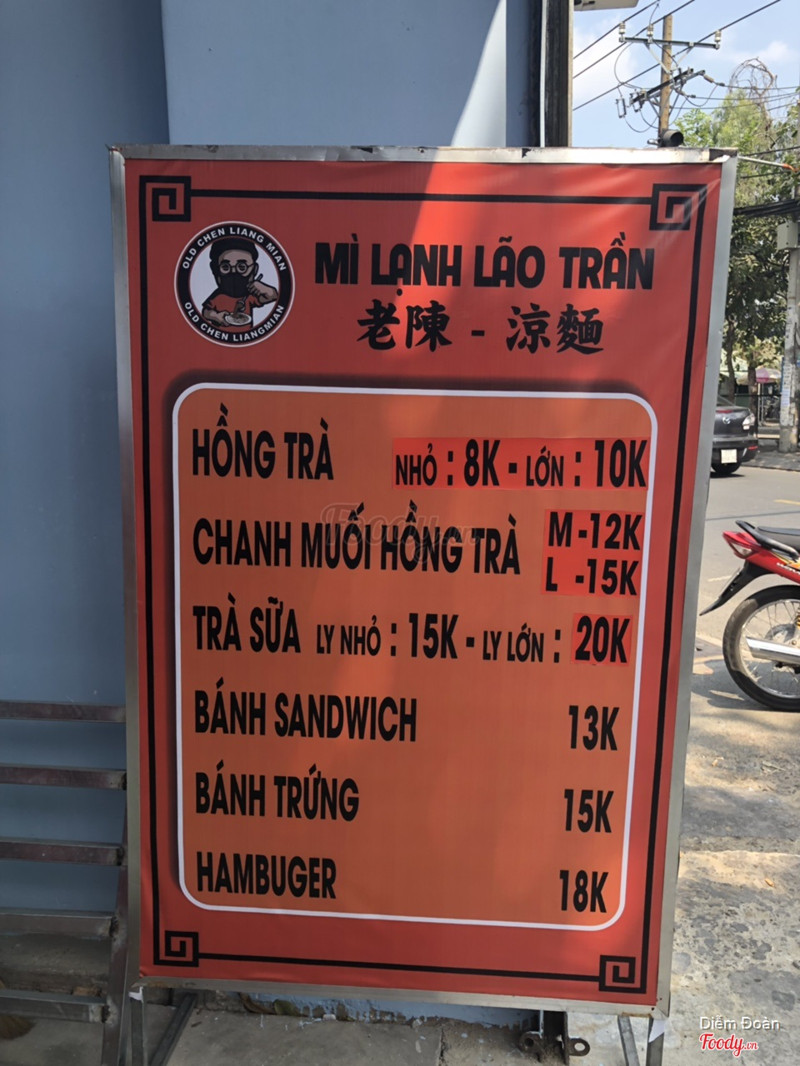 OLD CHEN LIANG MIAN
OLD CHEN LIANGMIAN
MÌ LẠNH LÃO TRẦN
老陳 - 涼麵
HỒNG TRÀ NHỎ : 8K - LỚN : 10K
CHANH MUỐI HỒNG TRÀ M -12K
L -15K
TRÀ SỮA LY NHỎ : 15K - LY LỚN : 20K
BÁNH SANDWICH 13K
BÁNH TRỨNG 15K
HAMBUGER 18K
Foody.vn
Diễm Đoàn
Foody.vn